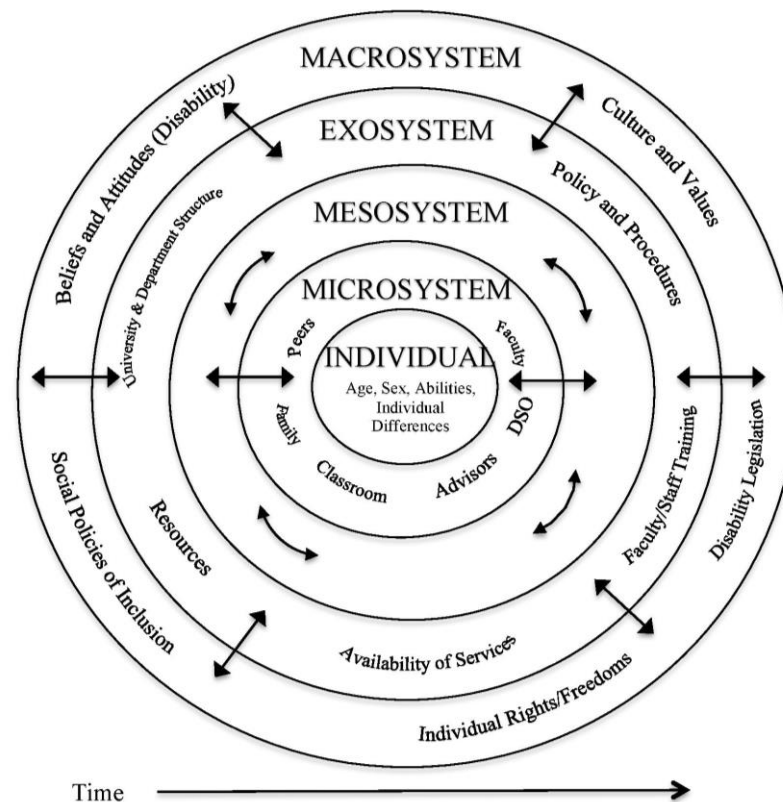 MACROSYSTEM
Beliefs and Attitudes (Disability)
Culture and Values
EXOSYSTEM
University & Department Structure
Policy and Procedures
MESOSYSTEM
MICROSYSTEM
Peers
Faculty
INDIVIDUAL
Age, Sex, Abilities,
Individual
Differences
Family
DSO
Classroom
Advisors
Resources
Faculty/Staff Training
Social Policies of Inclusion
Disability Legislation
Availability of Services
Individual Rights/Freedoms
Time